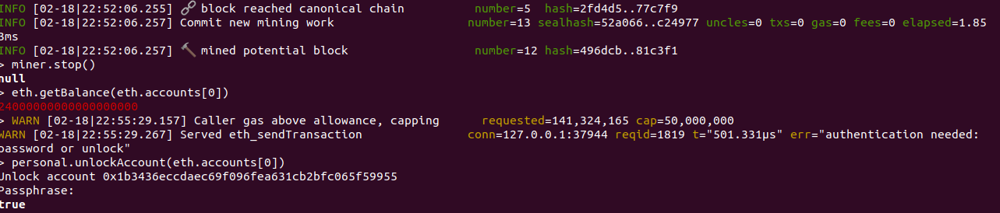 INFO [02-18|22:52:06.255] 🔗 block reached canonical chain number=5 hash=2fd4d5..77c7f9
INFO [02-18|22:52:06.257] Commit new mining work number=13 sealhash=52a066..c24977 uncles=0 txs=0 gas=0 fees=0 elapsed=1.85
3ms
INFO [02-18|22:52:06.257] 🔨 mined potential block number=12 hash=496dcb..81c3f1
> miner.stop()
null
> eth.getBalance(eth.accounts[0])
24000000000000000000
> WARN [02-18|22:55:29.157] Caller gas above allowance, capping requested=141,324,165 cap=50,000,000
WARN [02-18|22:55:29.267] Served eth_sendTransaction conn=127.0.0.1:37944 reqid=1819 t="501.331µs" err="authentication needed:
password or unlock"
> personal.unlockAccount(eth.accounts[0])
Unlock account 0x1b3436eccdaec69f096fea631cb2bfc065f59955
Passphrase:
true